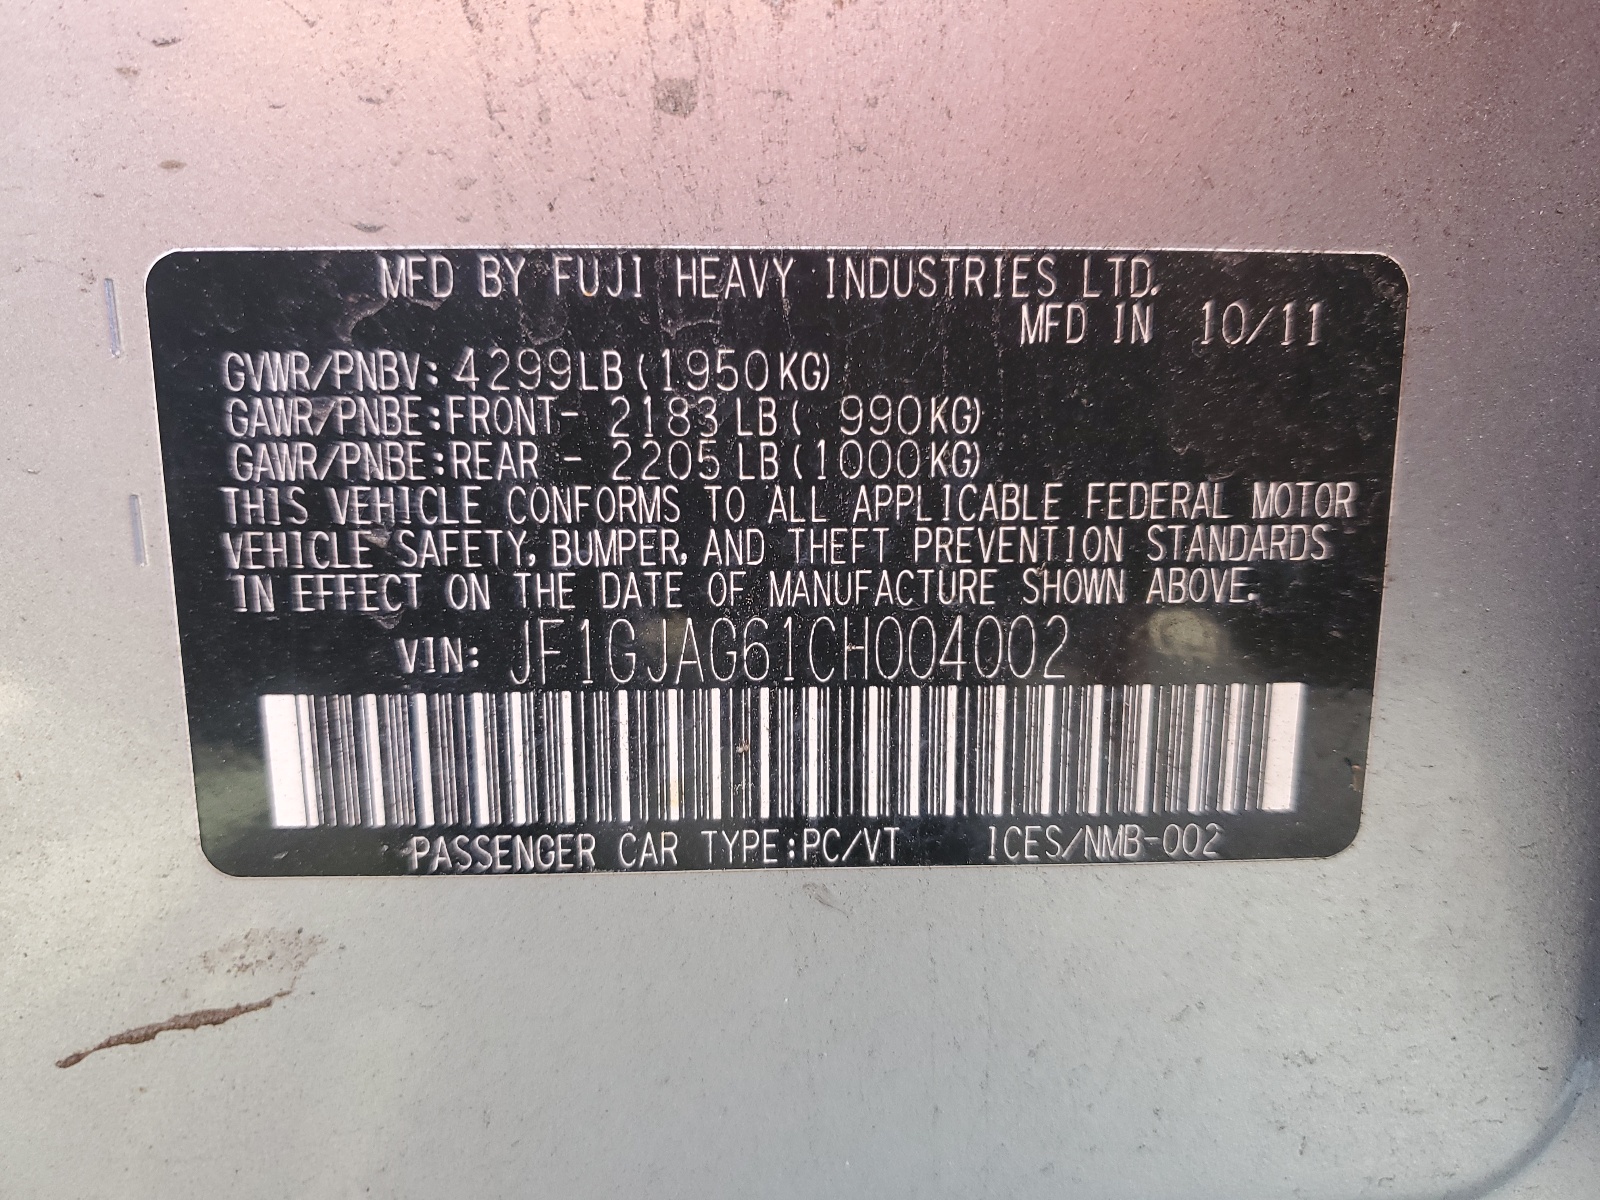 MFD BY FUJI HEAVY INDUSTRIES LTD.
MFD IN 10/11
GVWR/PNBV: 4299LB (1950KG)
GAWR/PNBE: FRONT- 2183 LB ( 990KG)
GAWR/PNBE: REAR - 2205 LB (1000KG)
THIS VEHICLE CONFORMS TO ALL APPLICABLE FEDERAL MOTOR
VEHICLE SAFETY, BUMPER, AND THEFT PREVENTION STANDARDS
IN EFFECT ON THE DATE OF MANUFACTURE SHOWN ABOVE.
VIN: JF1GJAG61CH004002
PASSENGER CAR TYPE:PC/VT ICES/NMB-002